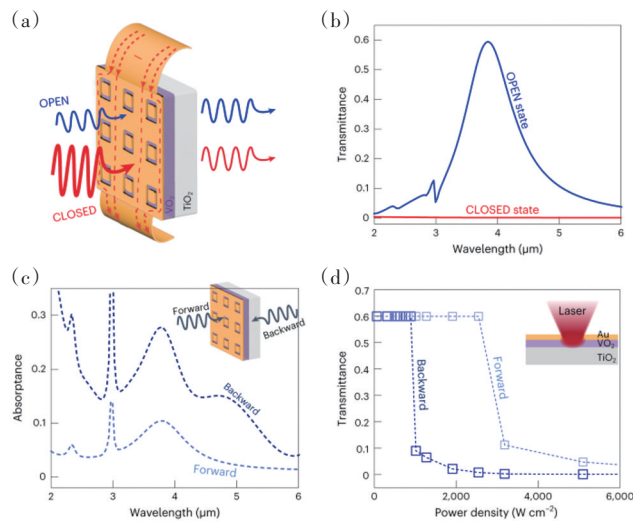 (a)
OPEN
CLOSED
VO₂
TiO₂
(b)
Transmittance
0.6
0.5
0.4
0.3
0.2
0.1
0
OPEN state
CLOSED state
2
3
4
5
6
Wavelength (μm)
(c)
Absorptance
0.3
0.2
0.1
0
Forward
Backward
Backward
Forward
2
3
4
5
6
Wavelength (μm)
(d)
Transmittance
0.7
0.6
0.5
0.4
0.3
0.2
0.1
0
Backward
Forward
Laser
Au
VO₂
TiO₂
0
2,000
4,000
6,000
Power density (W cm⁻²)